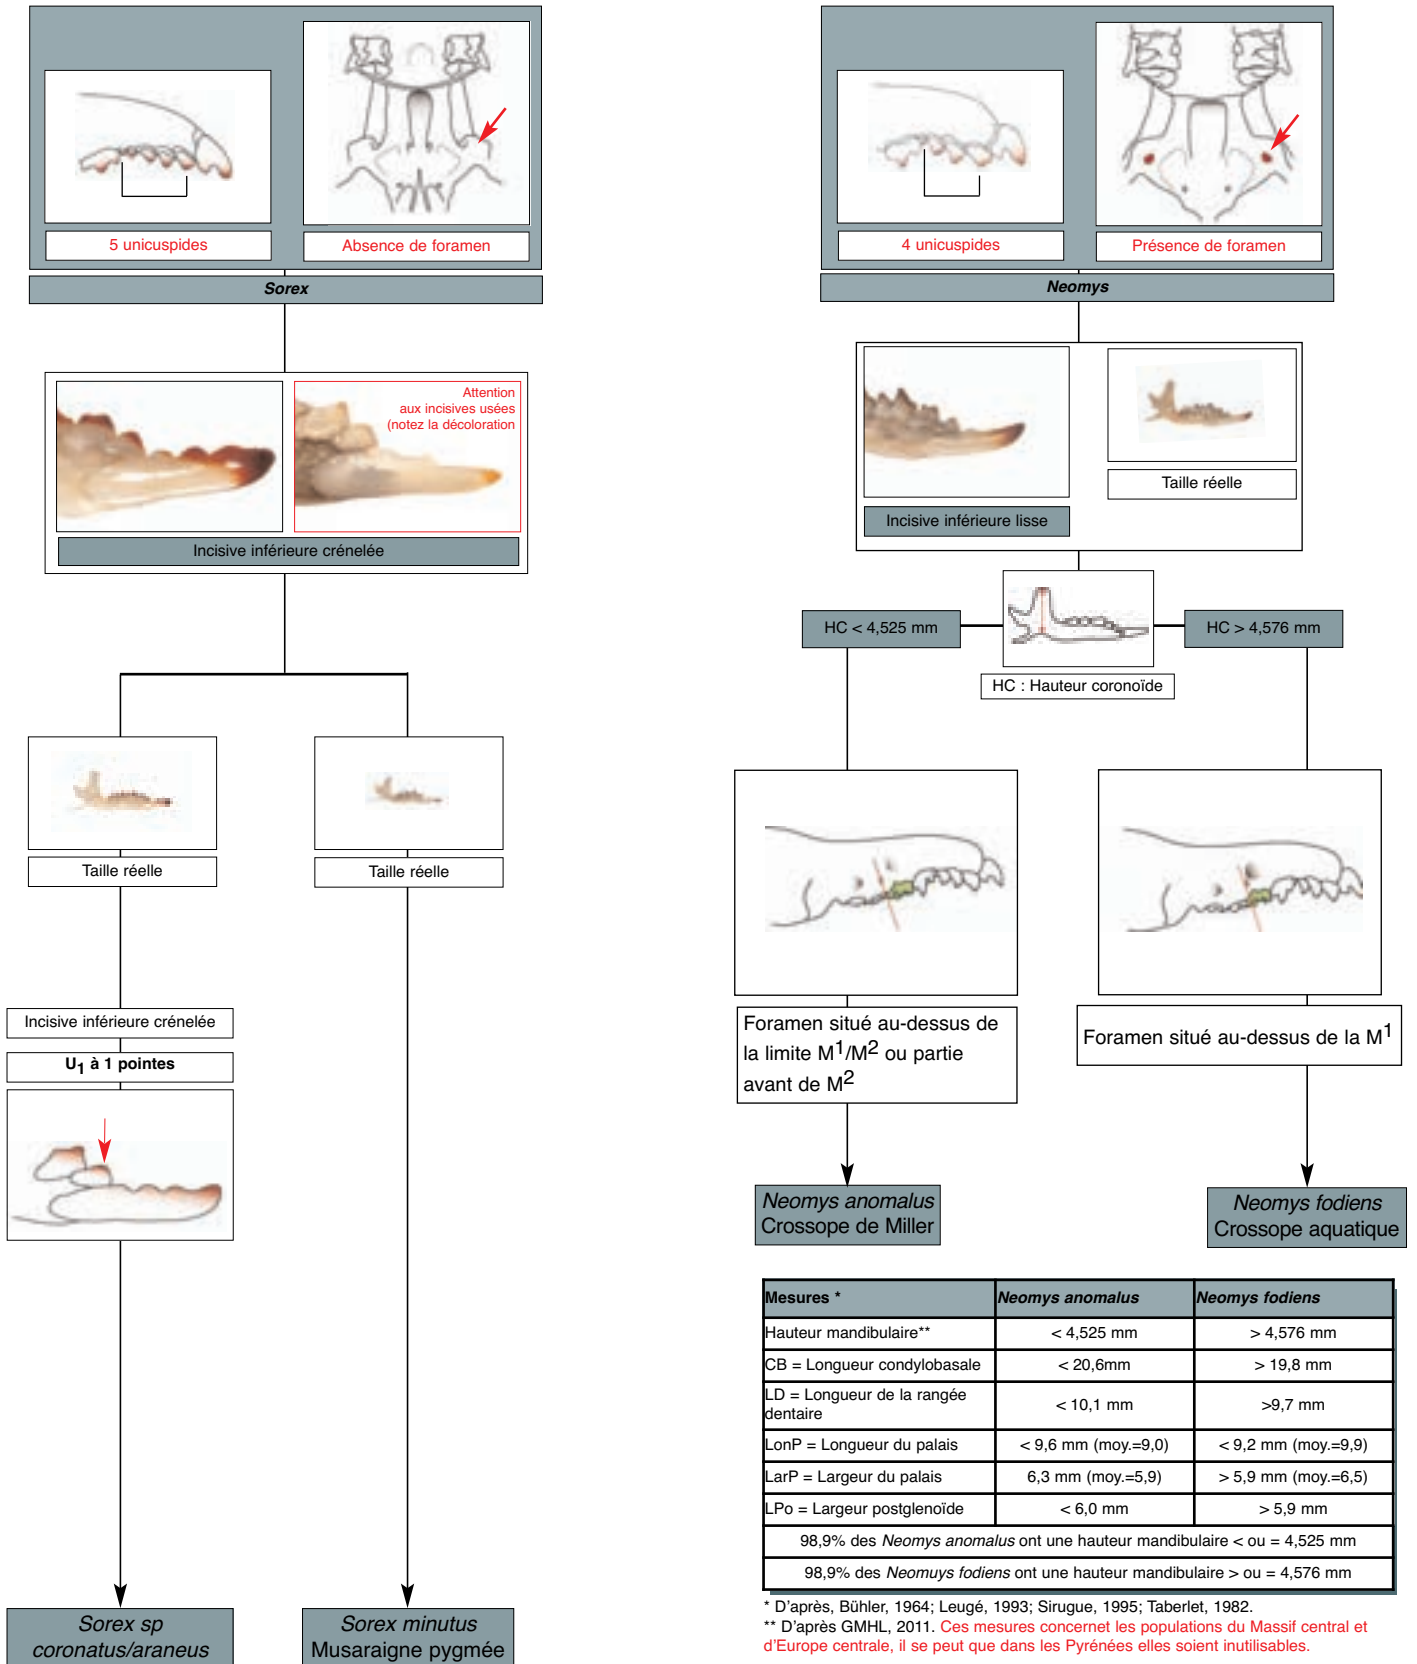 5 unicuspides
Absence de foramen
Sorex
Attention
aux incisives usées
(notez la décoloration
Incisive inférieure crénelée
Taille réelle
Taille réelle
Incisive inférieure crénelée
U1 à 1 pointes
Sorex sp
coronatus/araneus
Sorex minutus
Musaraigne pygmée
4 unicuspides
Présence de foramen
Neomys
Incisive inférieure lisse
Taille réelle
HC < 4,525 mm
HC > 4,576 mm
HC : Hauteur coronoïde
Foramen situé au-dessus de
la limite M1/M2 ou partie
avant de M2
Foramen situé au-dessus de la M1
Neomys anomalus
Crossope de Miller
Neomys fodiens
Crossope aquatique
Mesures * Neomys anomalus Neomys fodiens
Hauteur mandibulaire** < 4,525 mm > 4,576 mm
CB = Longueur condylobasale < 20,6mm > 19,8 mm
LD = Longueur de la rangée
dentaire < 10,1 mm >9,7 mm
LonP = Longueur du palais < 9,6 mm (moy.=9,0) < 9,2 mm (moy.=9,9)
LarP = Largeur du palais 6,3 mm (moy.=5,9) > 5,9 mm (moy.=6,5)
LPo = Largeur postglenoïde < 6,0 mm > 5,9 mm
98,9% des Neomys anomalus ont une hauteur mandibulaire < ou = 4,525 mm
98,9% des Neomuys fodiens ont une hauteur mandibulaire > ou = 4,576 mm
* D'après, Bühler, 1964; Leugé, 1993; Sirugue, 1995; Taberlet, 1982.
** D'après GMHL, 2011. Ces mesures concernet les populations du Massif central et
d'Europe centrale, il se peut que dans les Pyrénées elles soient inutilisables.